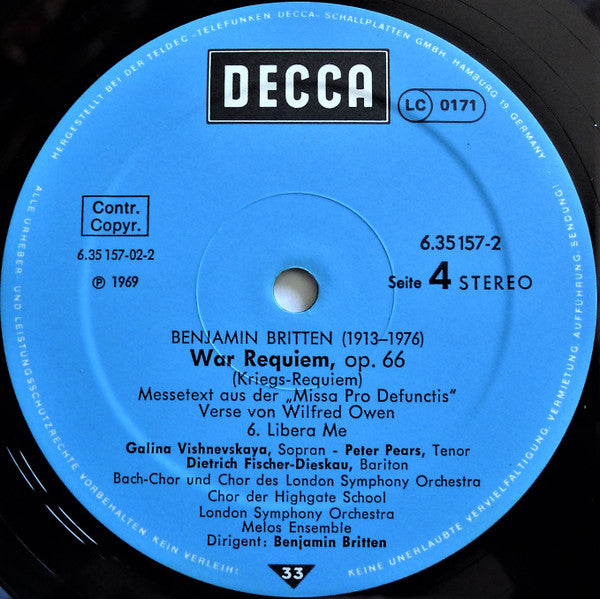 HERGESTELLT BEI DER TELDEC »TELEFUNKEN DECCA« SCHALLPLATTEN GMBH, HAMBURG 19 GERMANY
DECCA
LC 0171
Contr.
Copyr.
6.35 157-02-2
℗ 1969
6.35 157-2
Seite 4 STEREO
BENJAMIN BRITTEN (1913–1976)
War Requiem, op. 66
(Kriegs-Requiem)
Messetext aus der „Missa Pro Defunctis“
Verse von Wilfred Owen
6. Libera Me
Galina Vishnevskaya, Sopran - Peter Pears, Tenor
Dietrich Fischer-Dieskau, Bariton
Bach-Chor und Chor des London Symphony Orchestra
Chor der Highgate School
London Symphony Orchestra
Melos Ensemble
Dirigent: Benjamin Britten
33
ALLE URHEBER- UND LEISTUNGSSCHUTZRECHTE VORBEHALTEN. KEIN VERLEIH!
KEINE UNERLAUBTE VERVIELFÄLTIGUNG, VERMIETUNG, AUFFÜHRUNG, SENDUNG!